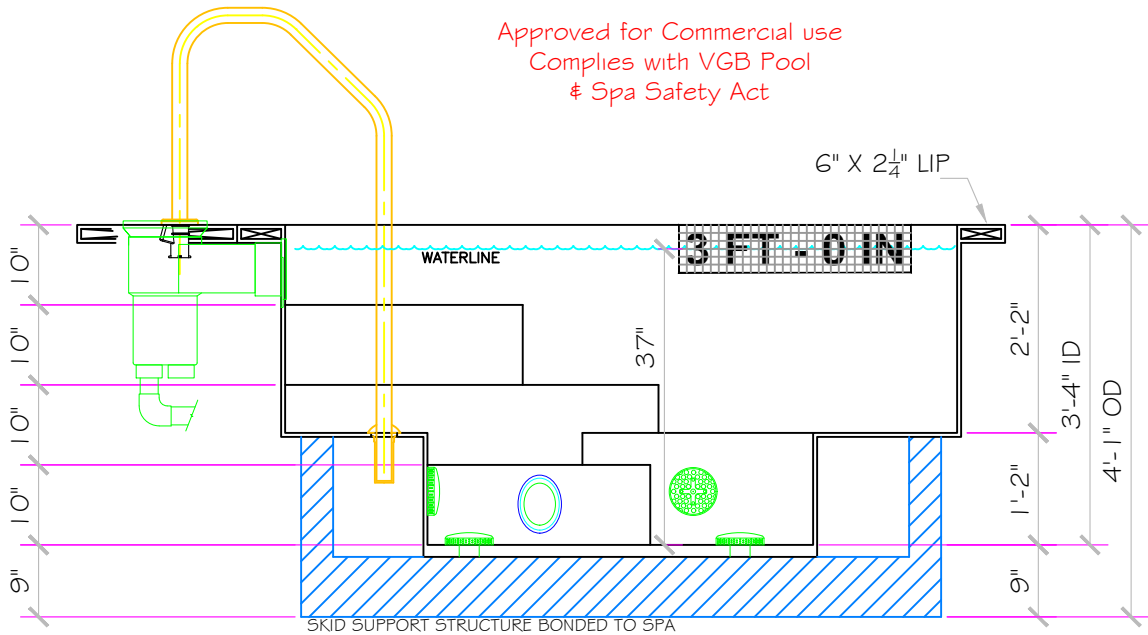 Approved for Commercial use
Complies with VGB Pool
& Spa Safety Act
6" X 2 1/4" LIP
3 FT - 0 IN
WATERLINE
10"
10"
10"
10"
9"
37"
2'-2"
1'-2"
9"
3'-4" ID
4'-1" OD
SKID SUPPORT STRUCTURE BONDED TO SPA